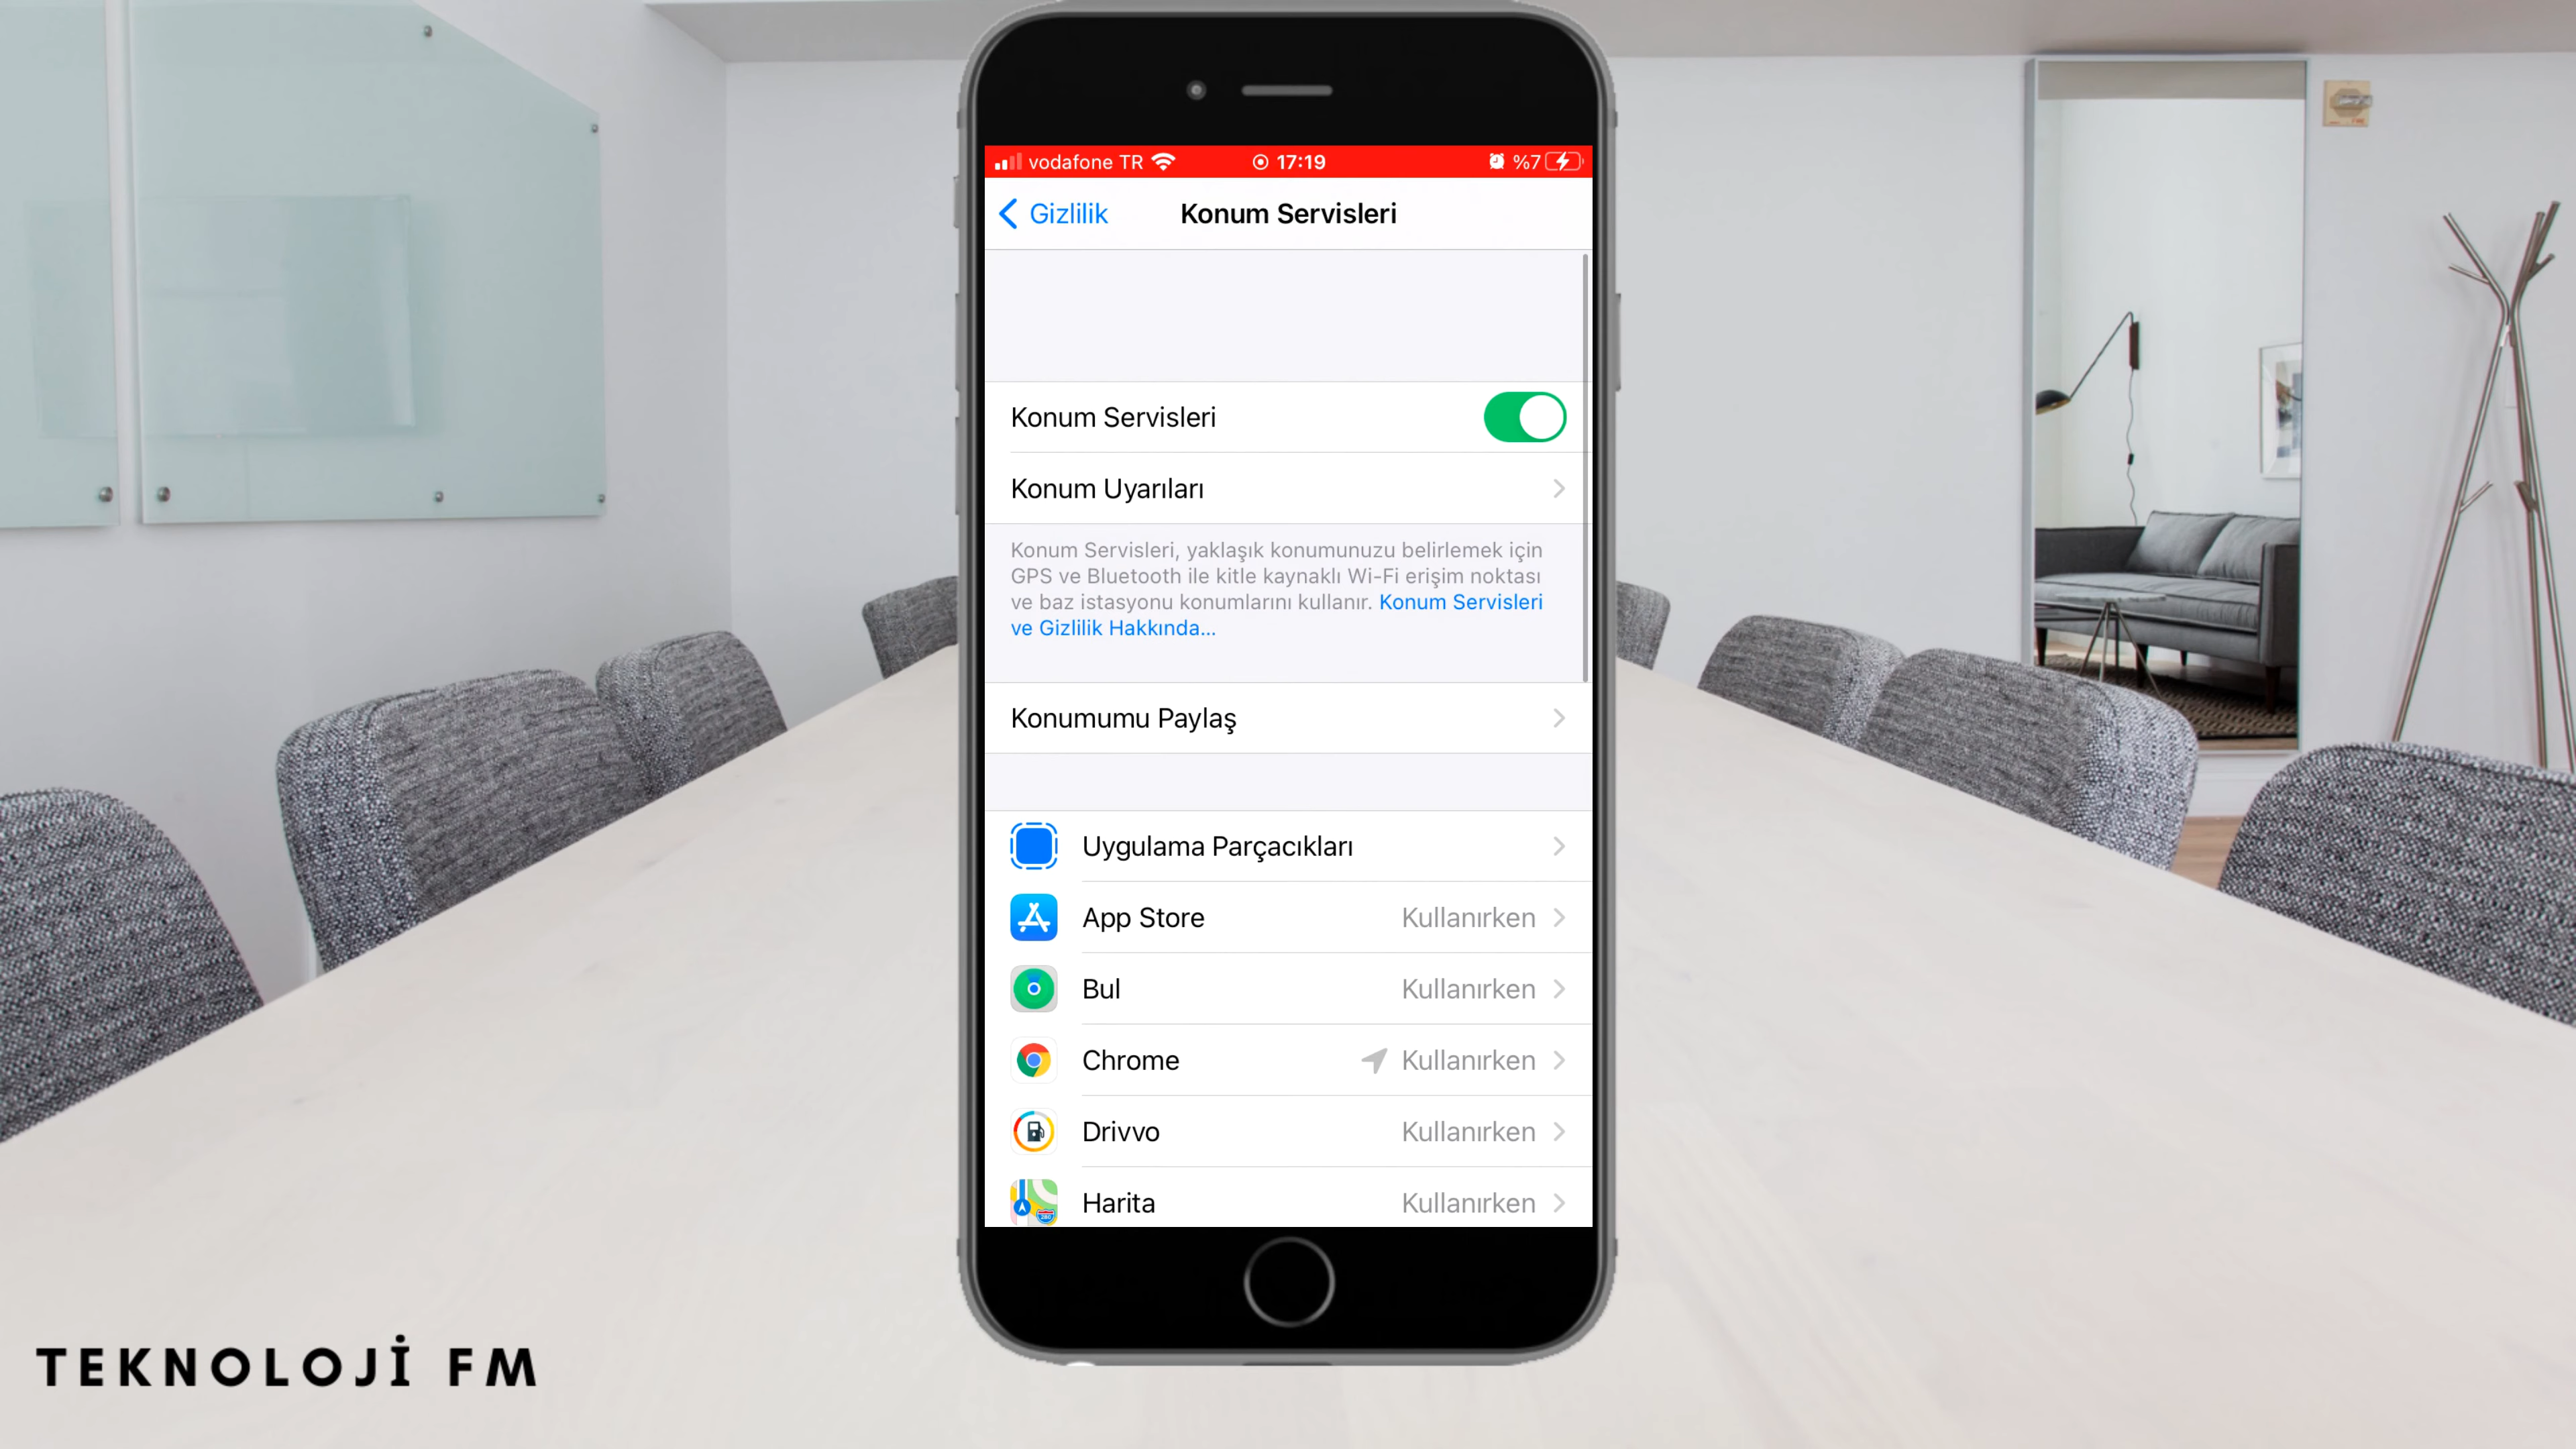 vodafone TR 17:19 %7
Gizlilik Konum Servisleri
Konum Servisleri
Konum Uyarıları
Konum Servisleri, yaklaşık konumunuzu belirlemek için
GPS ve Bluetooth ile kitle kaynaklı Wi-Fi erişim noktası
ve baz istasyonu konumlarını kullanır. Konum Servisleri
ve Gizlilik Hakkında...
Konumumu Paylaş
Uygulama Parçacıkları
App Store Kullanırken
Bul Kullanırken
Chrome Kullanırken
Drivvo Kullanırken
Harita Kullanırken
TEKNOLOJİ FM